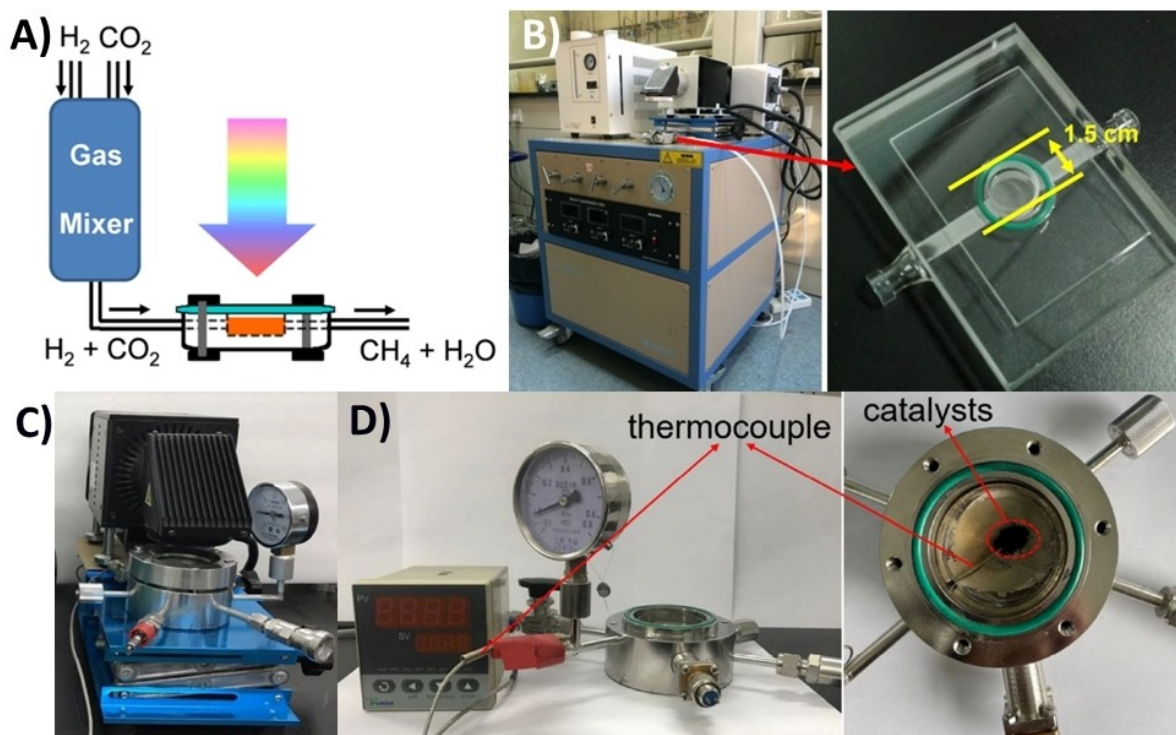 A)
H₂ CO₂
Gas
Mixer
H₂ + CO₂
CH₄ + H₂O
B)
1.5 cm
C)
D)
thermocouple
catalysts
PV
SV